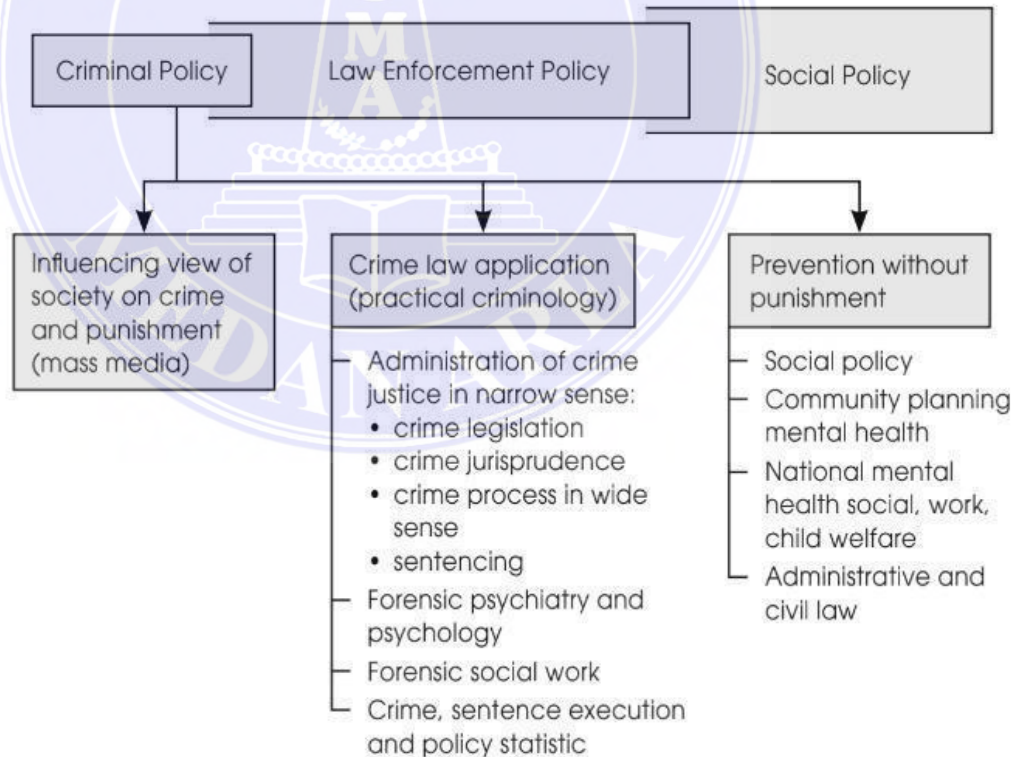 Criminal Policy
Law Enforcement Policy
Social Policy
Influencing view of
society on crime
and punishment
(mass media)
Crime law application
(practical criminology)
Administration of crime
justice in narrow sense:
• crime legislation
• crime jurisprudence
• crime process in wide
sense
• sentencing
Forensic psychiatry and
psychology
Forensic social work
Crime, sentence execution
and policy statistic
Prevention without
punishment
Social policy
Community planning
mental health
National mental
health social, work,
child welfare
Administrative and
civil law
M
A
MEDAN AREA